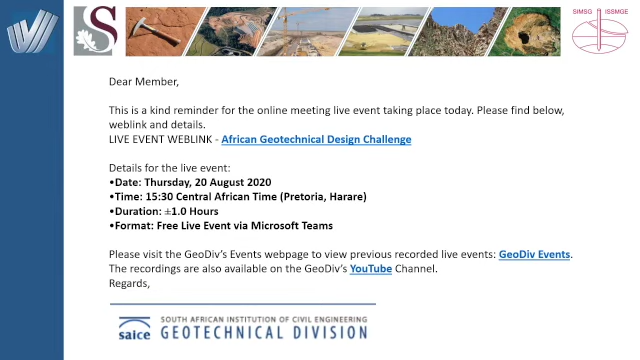 SIMSG ISSMGE
Dear Member,
This is a kind reminder for the online meeting live event taking place today. Please find below,
weblink and details.
LIVE EVENT WEBLINK - African Geotechnical Design Challenge
Details for the live event:
•Date: Thursday, 20 August 2020
•Time: 15:30 Central African Time (Pretoria, Harare)
•Duration: ±1.0 Hours
•Format: Free Live Event via Microsoft Teams
Please visit the GeoDiv's Events webpage to view previous recorded live events: GeoDiv Events.
The recordings are also available on the GeoDiv's YouTube Channel.
Regards,
saice
SOUTH AFRICAN INSTITUTION OF CIVIL ENGINEERING
GEOTECHNICAL DIVISION